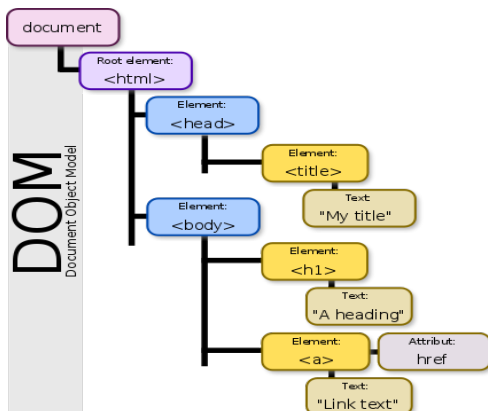 document
Root element:
<html>
Element:
<head>
Element:
<title>
Text:
"My title"
Element:
<body>
Element:
<h1>
Text:
"A heading"
Element:
<a>
Attribut:
href
Text:
"Link text"
DOM
Document Object Model